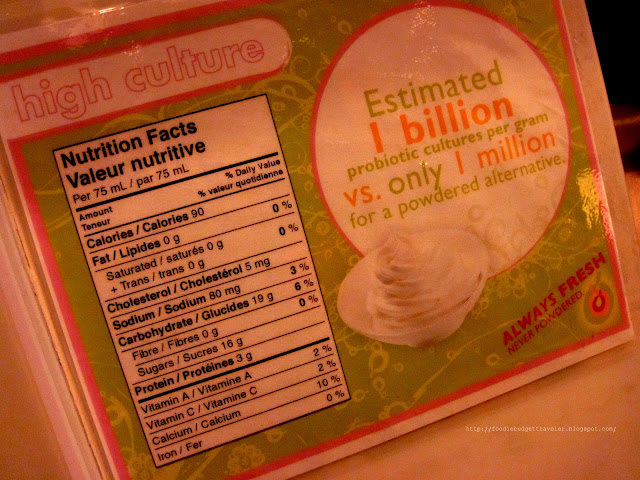 high culture
Nutrition Facts
Valeur nutritive
Per 75 mL / par 75 mL
Amount % Daily Value
Teneur % valeur quotidienne
Calories / Calories 90
Fat / Lipides 0 g 0 %
Saturated / saturés 0 g 0 %
+ Trans / trans 0 g
Cholesterol / Cholestérol 5 mg
Sodium / Sodium 80 mg 3 %
Carbohydrate / Glucides 19 g 6 %
Fibre / Fibres 0 g 0 %
Sugars / Sucres 16 g
Protein / Protéines 3 g
Vitamin A / Vitamine A 2 %
Vitamin C / Vitamine C 2 %
Calcium / Calcium 10 %
Iron / Fer 0 %
Estimated
1 billion
probiotic cultures per gram
vs. only 1 million
for a powdered alternative.
ALWAYS FRESH
NEVER POWDERED
http://foodiebudgettraveler.blogspot.com/